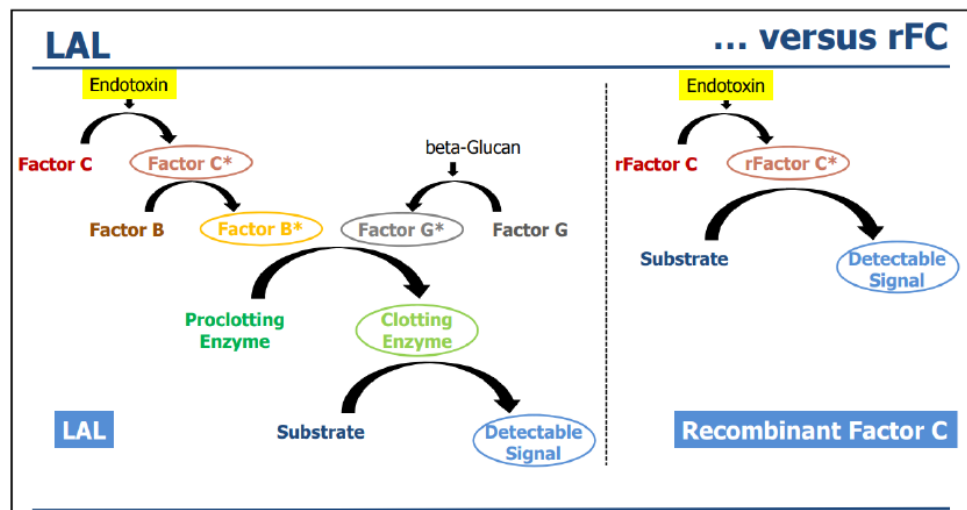 LAL
... versus rFC
Endotoxin
Factor C
Factor C*
beta-Glucan
Factor B
Factor B*
Factor G*
Factor G
Proclotting
Enzyme
Clotting
Enzyme
Substrate
Detectable
Signal
LAL
Endotoxin
rFactor C
rFactor C*
Substrate
Detectable
Signal
Recombinant Factor C